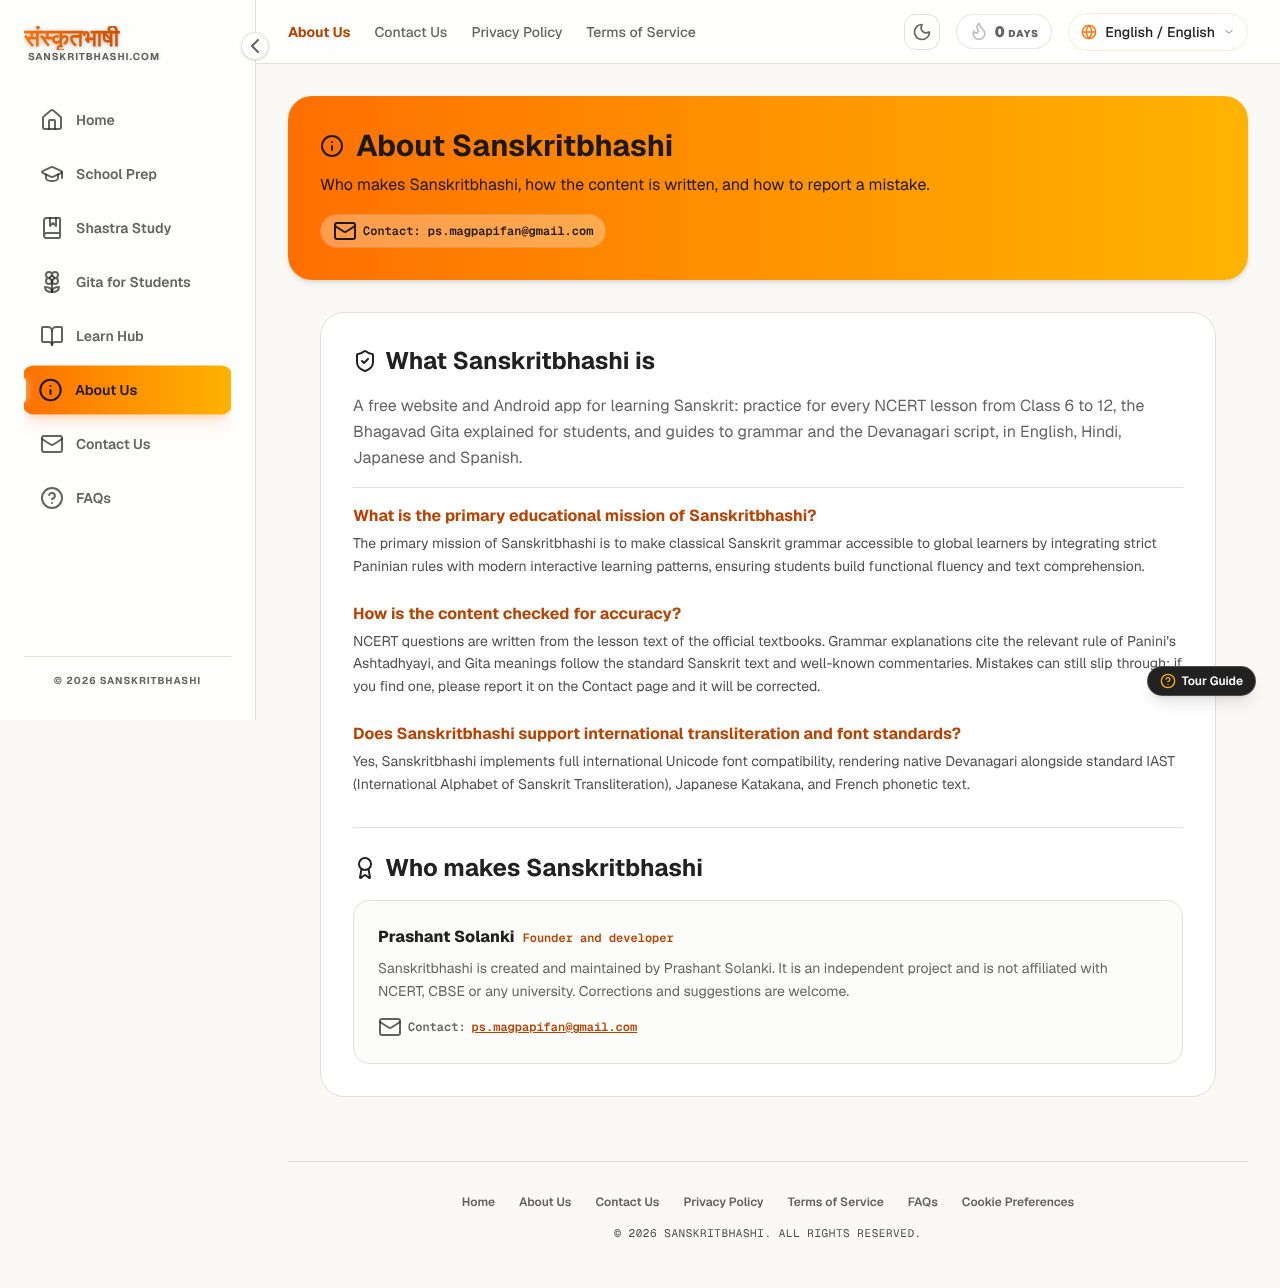 संस्कृतभाषी
SANSKRITBHASHI.COM
Home
School Prep
Shastra Study
Gita for Students
Learn Hub
About Us
Contact Us
FAQs
© 2026 SANSKRITBHASHI
About Us
Contact Us
Privacy Policy
Terms of Service
0 DAYS
English / English
About Sanskritbhashi
Who makes Sanskritbhashi, how the content is written, and how to report a mistake.
Contact: ps.magpapifan@gmail.com
What Sanskritbhashi is
A free website and Android app for learning Sanskrit: practice for every NCERT lesson from Class 6 to 12, the
Bhagavad Gita explained for students, and guides to grammar and the Devanagari script, in English, Hindi,
Japanese and Spanish.
What is the primary educational mission of Sanskritbhashi?
The primary mission of Sanskritbhashi is to make classical Sanskrit grammar accessible to global learners by integrating strict
Paninian rules with modern interactive learning patterns, ensuring students build functional fluency and text comprehension.
How is the content checked for accuracy?
NCERT questions are written from the lesson text of the official textbooks. Grammar explanations cite the relevant rule of Panini's
Ashtadhyayi, and Gita meanings follow the standard Sanskrit text and well-known commentaries. Mistakes can still slip through; if
you find one, please report it on the Contact page and it will be corrected.
Tour Guide
Does Sanskritbhashi support international transliteration and font standards?
Yes, Sanskritbhashi implements full international Unicode font compatibility, rendering native Devanagari alongside standard IAST
(International Alphabet of Sanskrit Transliteration), Japanese Katakana, and French phonetic text.
Who makes Sanskritbhashi
Prashant Solanki Founder and developer
Sanskritbhashi is created and maintained by Prashant Solanki. It is an independent project and is not affiliated with
NCERT, CBSE or any university. Corrections and suggestions are welcome.
Contact: ps.magpapifan@gmail.com
Home
About Us
Contact Us
Privacy Policy
Terms of Service
FAQs
Cookie Preferences
© 2026 SANSKRITBHASHI. ALL RIGHTS RESERVED.